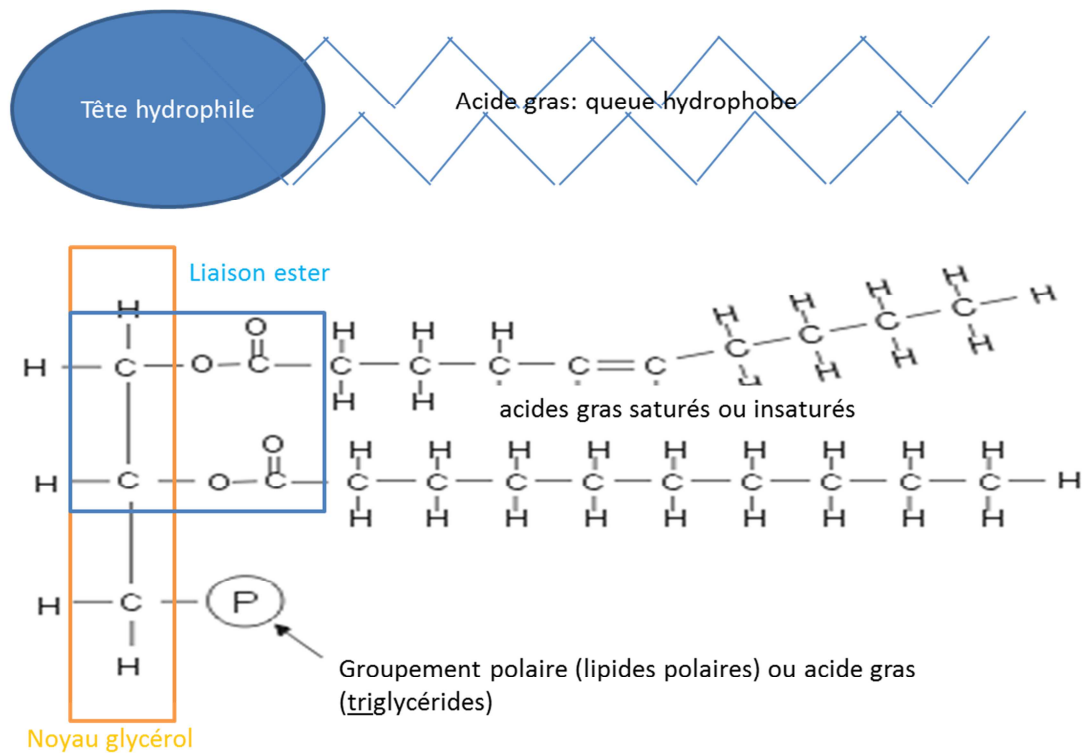 Tête hydrophile
Acide gras: queue hydrophobe
Liaison ester
H O H H H H H H H
H C O C C C C C C C C C C H
H H H H H H
acides gras saturés ou insaturés
O H H H H H H H H H
H C O C C C C C C C C C C H
H H H H H H H H H
H C P
H
Groupement polaire (lipides polaires) ou acide gras
(triglycérides)
Noyau glycérol